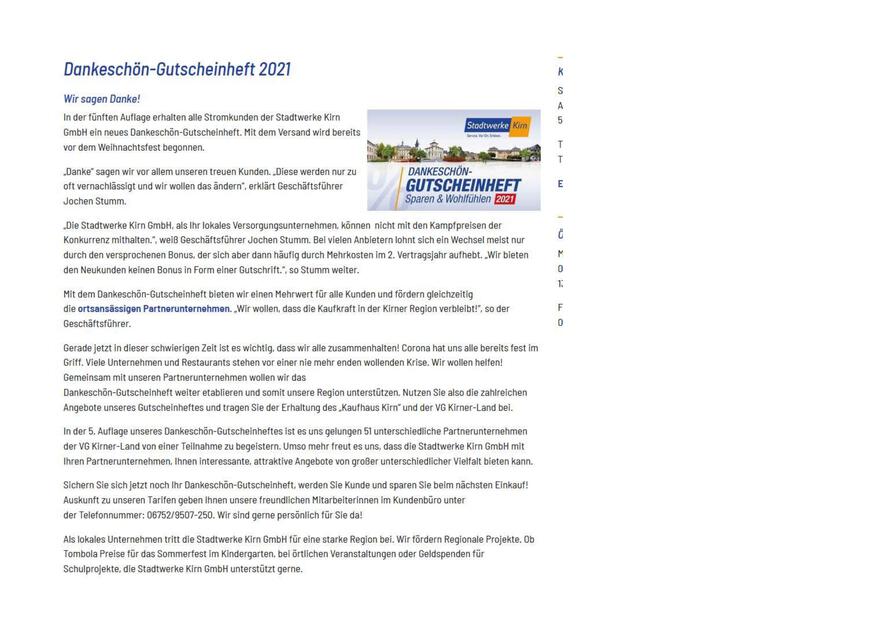 Dankeschön-Gutscheinheft 2021
Wir sagen Danke!
In der fünften Auflage erhalten alle Stromkunden der Stadtwerke Kirn
GmbH ein neues Dankeschön-Gutscheinheft. Mit dem Versand wird bereits
vor dem Weihnachtsfest begonnen.
„Danke“ sagen wir vor allem unseren treuen Kunden. „Diese werden nur zu
oft vernachlässigt und wir wollen das ändern“, erklärt Geschäftsführer
Jochen Stumm.
Stadtwerke Kirn
Service. Vor Ort. Erleben.
DANKESCHÖN-
GUTSCHEINHEFT
Sparen & Wohlfühlen 2021
„Die Stadtwerke Kirn GmbH, als Ihr lokales Versorgungsunternehmen, können nicht mit den Kampfpreisen der
Konkurrenz mithalten.“, weiß Geschäftsführer Jochen Stumm. Bei vielen Anbietern lohnt sich ein Wechsel meist nur
durch den versprochenen Bonus, der sich aber dann häufig durch Mehrkosten im 2. Vertragsjahr aufhebt. „Wir bieten
den Neukunden keinen Bonus in Form einer Gutschrift.“, so Stumm weiter.
Mit dem Dankeschön-Gutscheinheft bieten wir einen Mehrwert für alle Kunden und fördern gleichzeitig
die ortsansässigen Partnerunternehmen. „Wir wollen, dass die Kaufkraft in der Kirner Region verbleibt!“, so der
Geschäftsführer.
Gerade jetzt in dieser schwierigen Zeit ist es wichtig, dass wir alle zusammenhalten! Corona hat uns alle bereits fest im
Griff. Viele Unternehmen und Restaurants stehen vor einer nie mehr enden wollenden Krise. Wir wollen helfen!
Gemeinsam mit unseren Partnerunternehmen wollen wir das
Dankeschön-Gutscheinheft weiter etablieren und somit unsere Region unterstützen. Nutzen Sie also die zahlreichen
Angebote unseres Gutscheinheftes und tragen Sie der Erhaltung des „Kaufhaus Kirn“ und der VG Kirner-Land bei.
In der 5. Auflage unseres Dankeschön-Gutscheinheftes ist es uns gelungen 51 unterschiedliche Partnerunternehmen
der VG Kirner-Land von einer Teilnahme zu begeistern. Umso mehr freut es uns, dass die Stadtwerke Kirn GmbH mit
Ihren Partnerunternehmen, Ihnen interessante, attraktive Angebote von großer unterschiedlicher Vielfalt bieten kann.
Sichern Sie sich jetzt noch Ihr Dankeschön-Gutscheinheft, werden Sie Kunde und sparen Sie beim nächsten Einkauf!
Auskunft zu unseren Tarifen geben Ihnen unsere freundlichen Mitarbeiterinnen im Kundenbüro unter
der Telefonnummer: 06752/9507-250. Wir sind gerne persönlich für Sie da!
Als lokales Unternehmen tritt die Stadtwerke Kirn GmbH für eine starke Region bei. Wir fördern Regionale Projekte. Ob
Tombola Preise für das Sommerfest im Kindergarten, bei örtlichen Veranstaltungen oder Geldspenden für
Schulprojekte, die Stadtwerke Kirn GmbH unterstützt gerne.